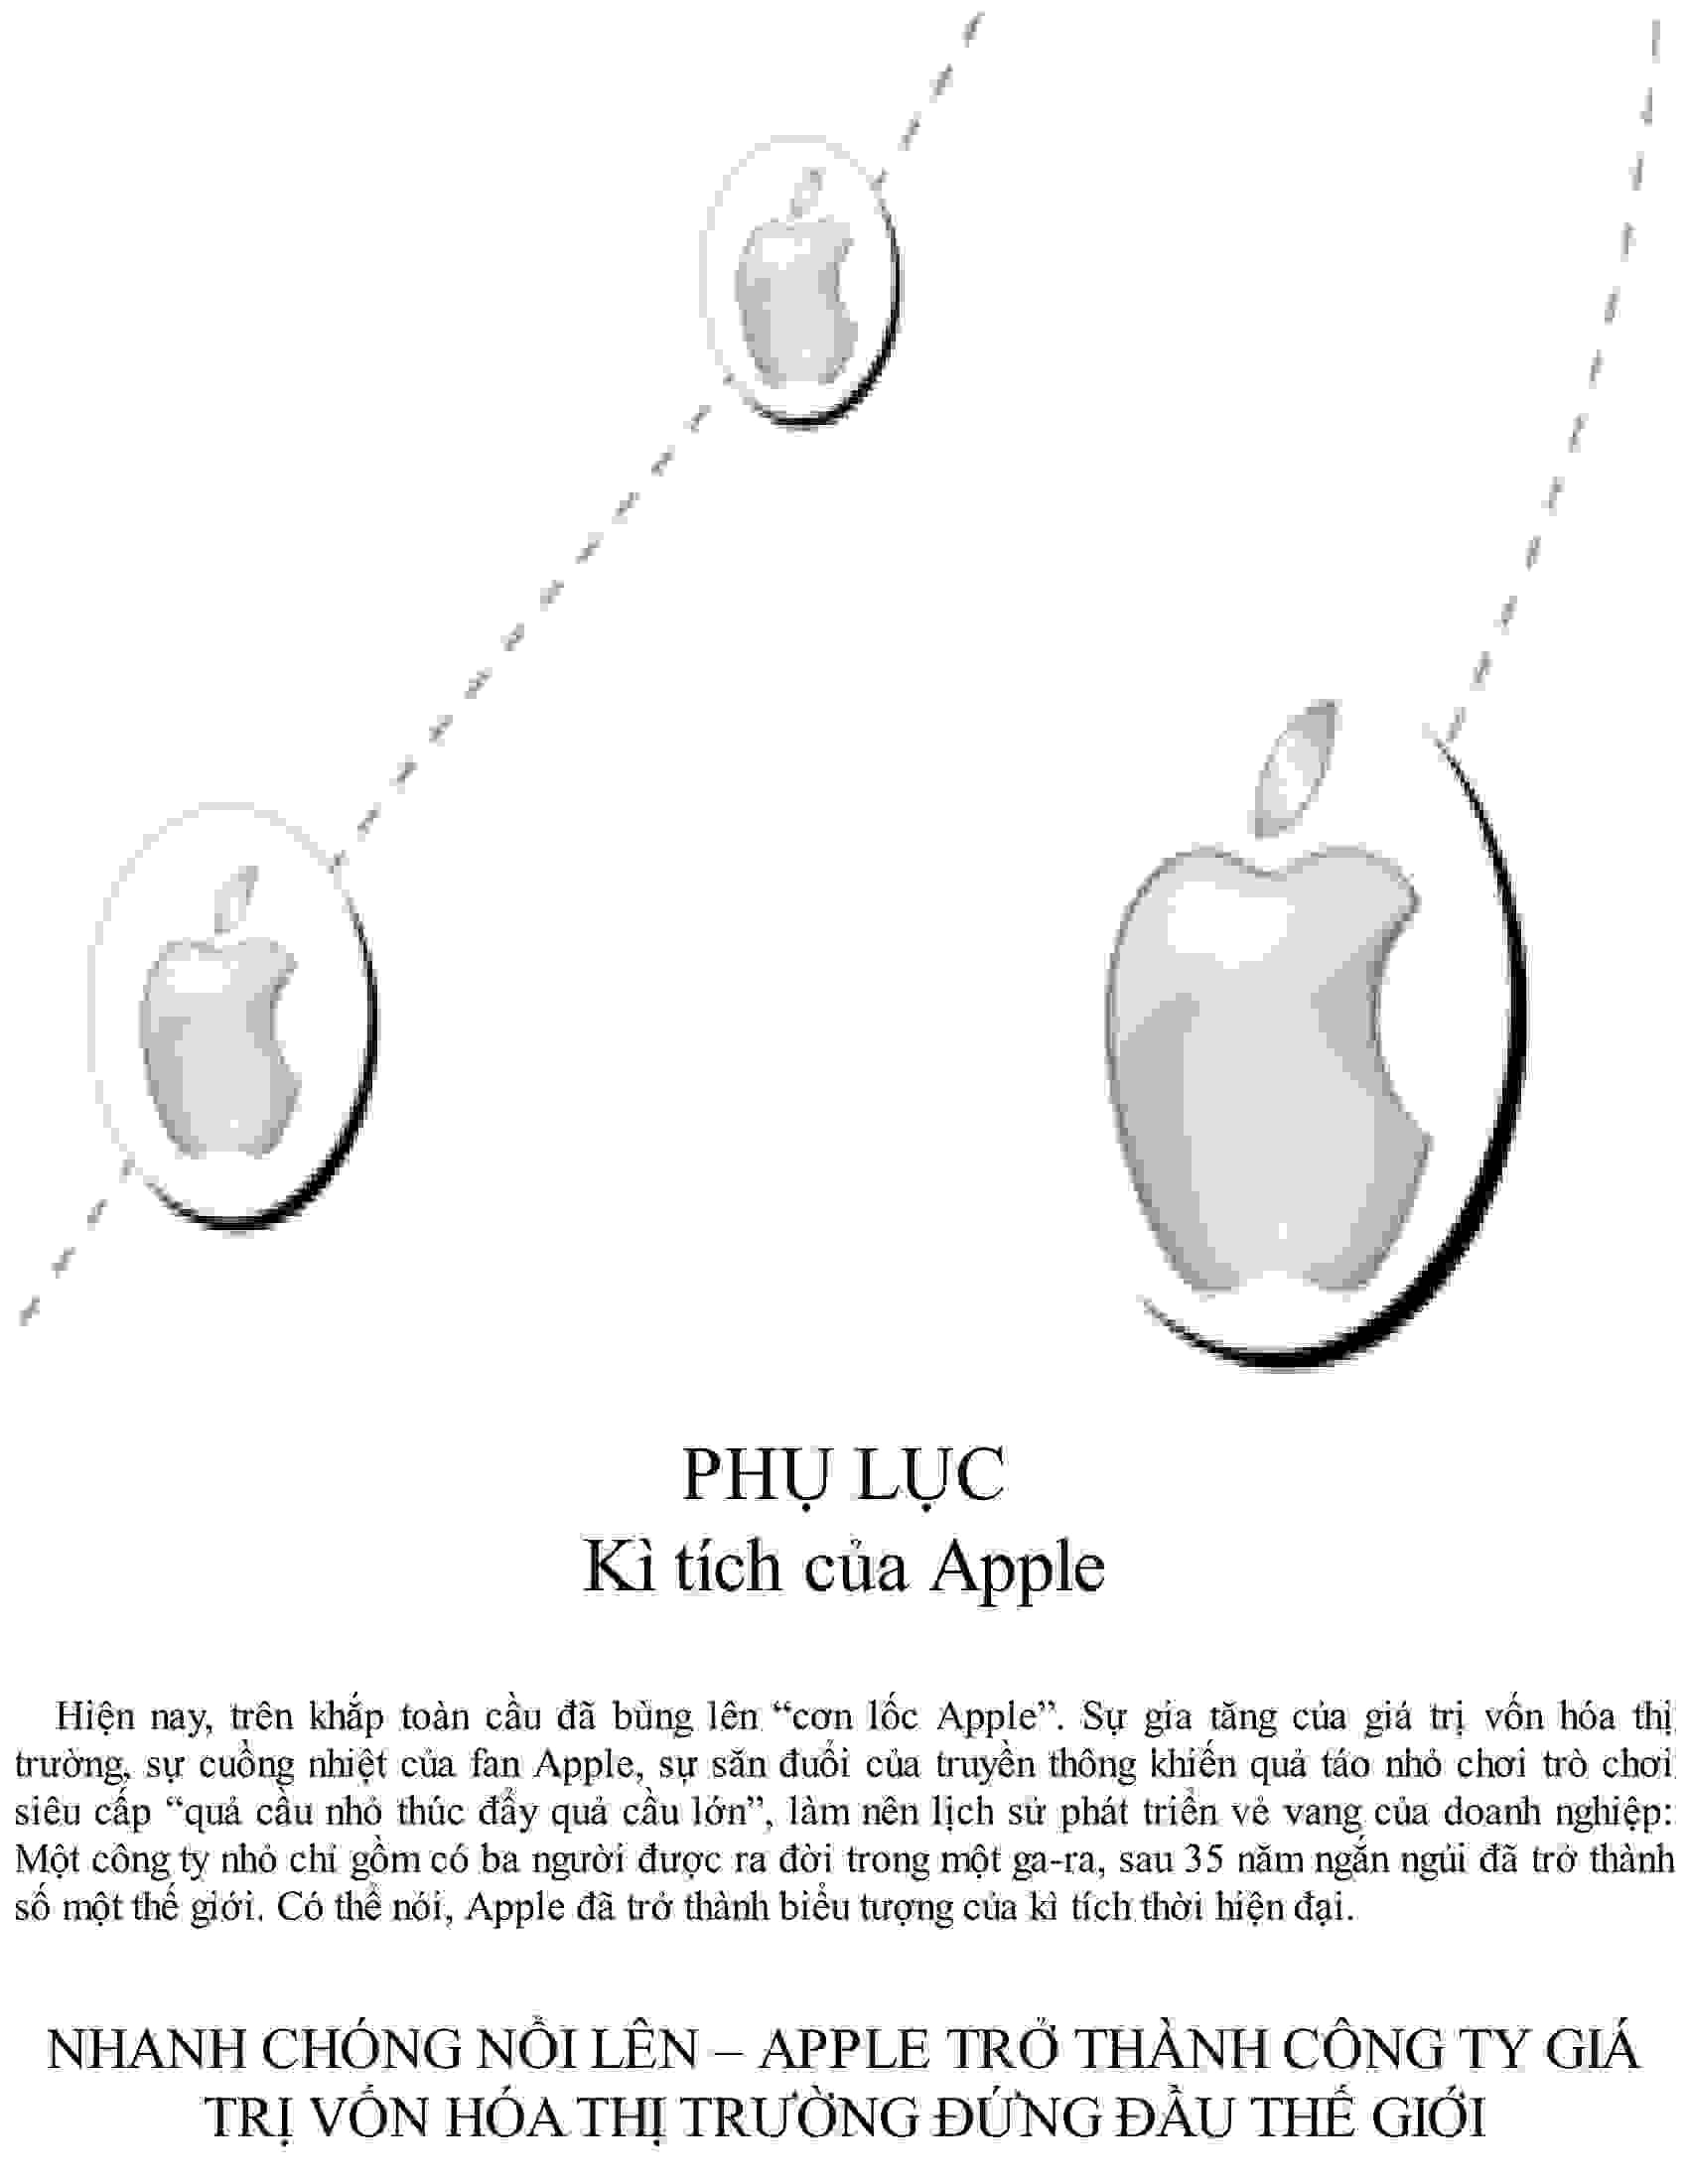 PHỤ LỤC
Kì tích của Apple
Hiện nay, trên khắp toàn cầu đã bùng lên “cơn lốc Apple”. Sự gia tăng của giá trị vốn hóa thị
trường, sự cuồng nhiệt của fan Apple, sự săn đuổi của truyền thông khiến quả táo nhỏ chơi trò chơi
siêu cấp “quả cầu nhỏ thúc đẩy quả cầu lớn”, làm nên lịch sử phát triển vẻ vang của doanh nghiệp:
Một công ty nhỏ chỉ gồm có ba người được ra đời trong một ga-ra, sau 35 năm ngắn ngủi đã trở thành
số một thế giới. Có thể nói, Apple đã trở thành biểu tượng của kì tích thời hiện đại.
NHANH CHÓNG NỔI LÊN – APPLE TRỞ THÀNH CÔNG TY GIÁ
TRỊ VỐN HÓA THỊ TRƯỜNG ĐỨNG ĐẦU THẾ GIỚI